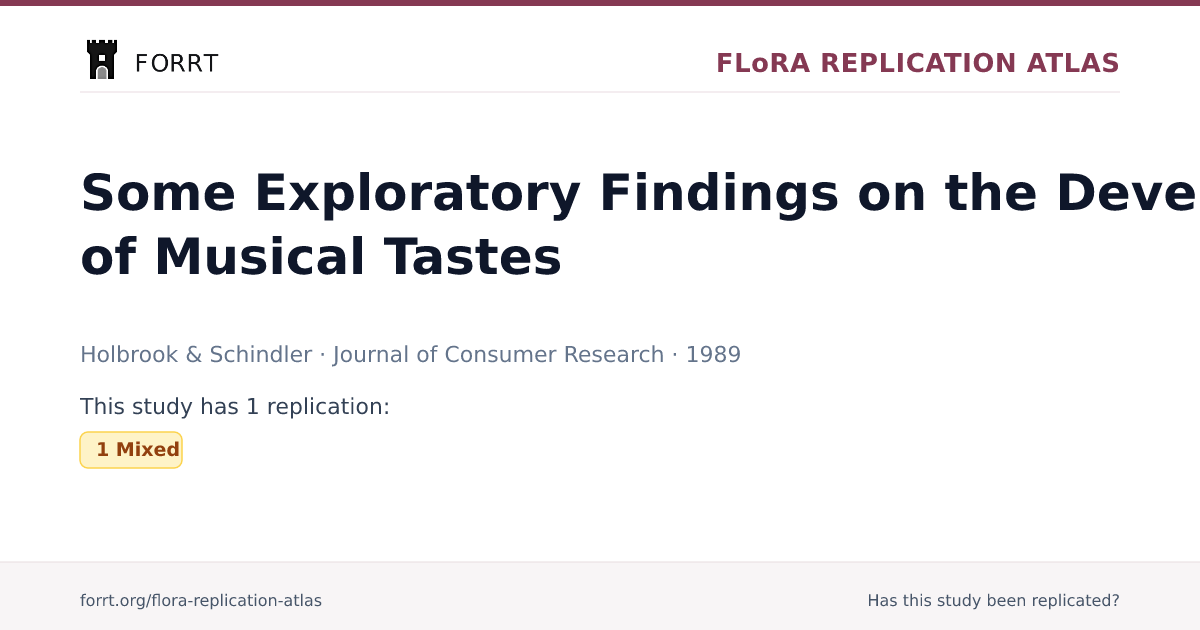 FORRT
FLoRA REPLICATION ATLAS
Some Exploratory Findings on the Deve
of Musical Tastes
Holbrook & Schindler · Journal of Consumer Research · 1989
This study has 1 replication:
1 Mixed
forrt.org/flora-replication-atlas
Has this study been replicated?